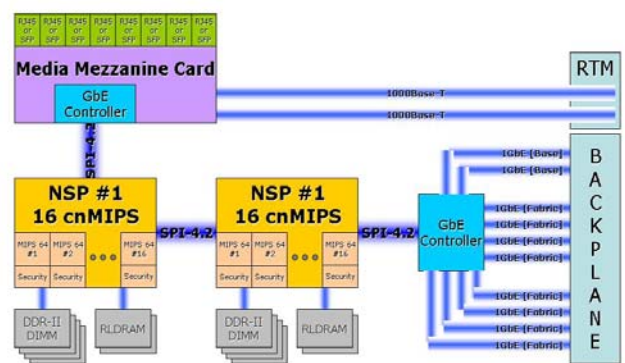 RJ45 RJ45 RJ45 RJ45 RJ45 RJ45 RJ45 RJ45
or or or or or or or or
SFP SFP SFP SFP SFP SFP SFP SFP
Media Mezzanine Card
GbE
Controller
1000Base-T
1000Base-T
RTM
SPI-4.2
NSP #1
16 cnMIPS
MIPS 64
#1
MIPS 64
#2
MIPS 64
#16
Security
Security
Security
DDR-II
DIMM
RLDRAM
SPI-4.2
NSP #1
16 cnMIPS
MIPS 64
#1
MIPS 64
#2
MIPS 64
#16
Security
Security
Security
DDR-II
DIMM
RLDRAM
SPI-4.2
GbE
Controller
1GbE [Base]
1GbE [Base]
1GbE [Fabric]
1GbE [Fabric]
1GbE [Fabric]
1GbE [Fabric]
1GbE [Fabric]
1GbE [Fabric]
1GbE [Fabric]
1GbE [Fabric]
B
A
C
K
P
L
A
N
E